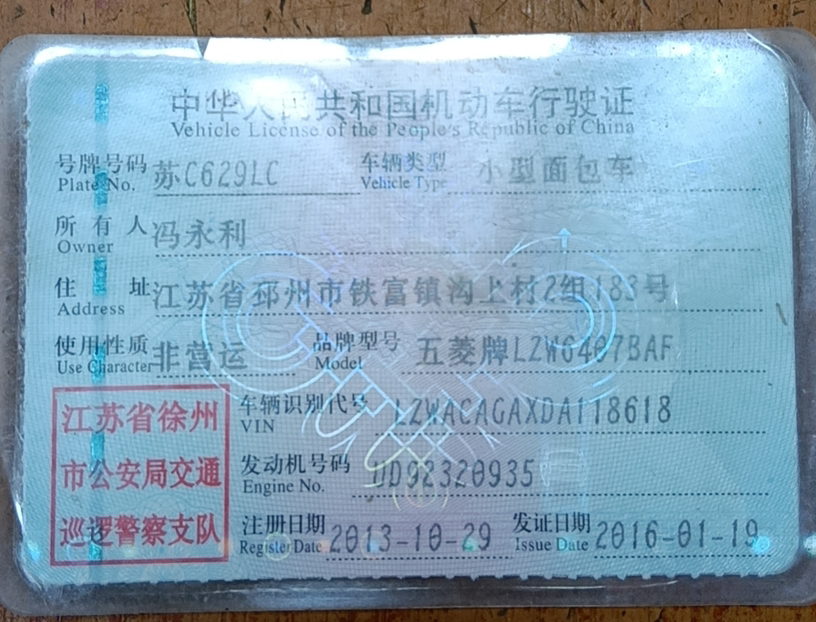 中华人民共和国机动车行驶证
Vehicle License of the People's Republic of China
号牌号码 苏C629LC 车辆类型 小型面包车
Plate No. Vehicle Type
所有人 冯永利
Owner
住址 江苏省邳州市铁富镇沟上村2组183号
Address
使用性质 非营运 品牌型号 五菱牌LZW6407BAF
Use Character Model
江苏省徐州 车辆识别代号 LZWACAGAXDA118618
VIN
市公安局交通 发动机号码 UD92320935
Engine No.
巡逻警察支队 注册日期 2013-10-29 发证日期 2016-01-19
Register Date Issue Date